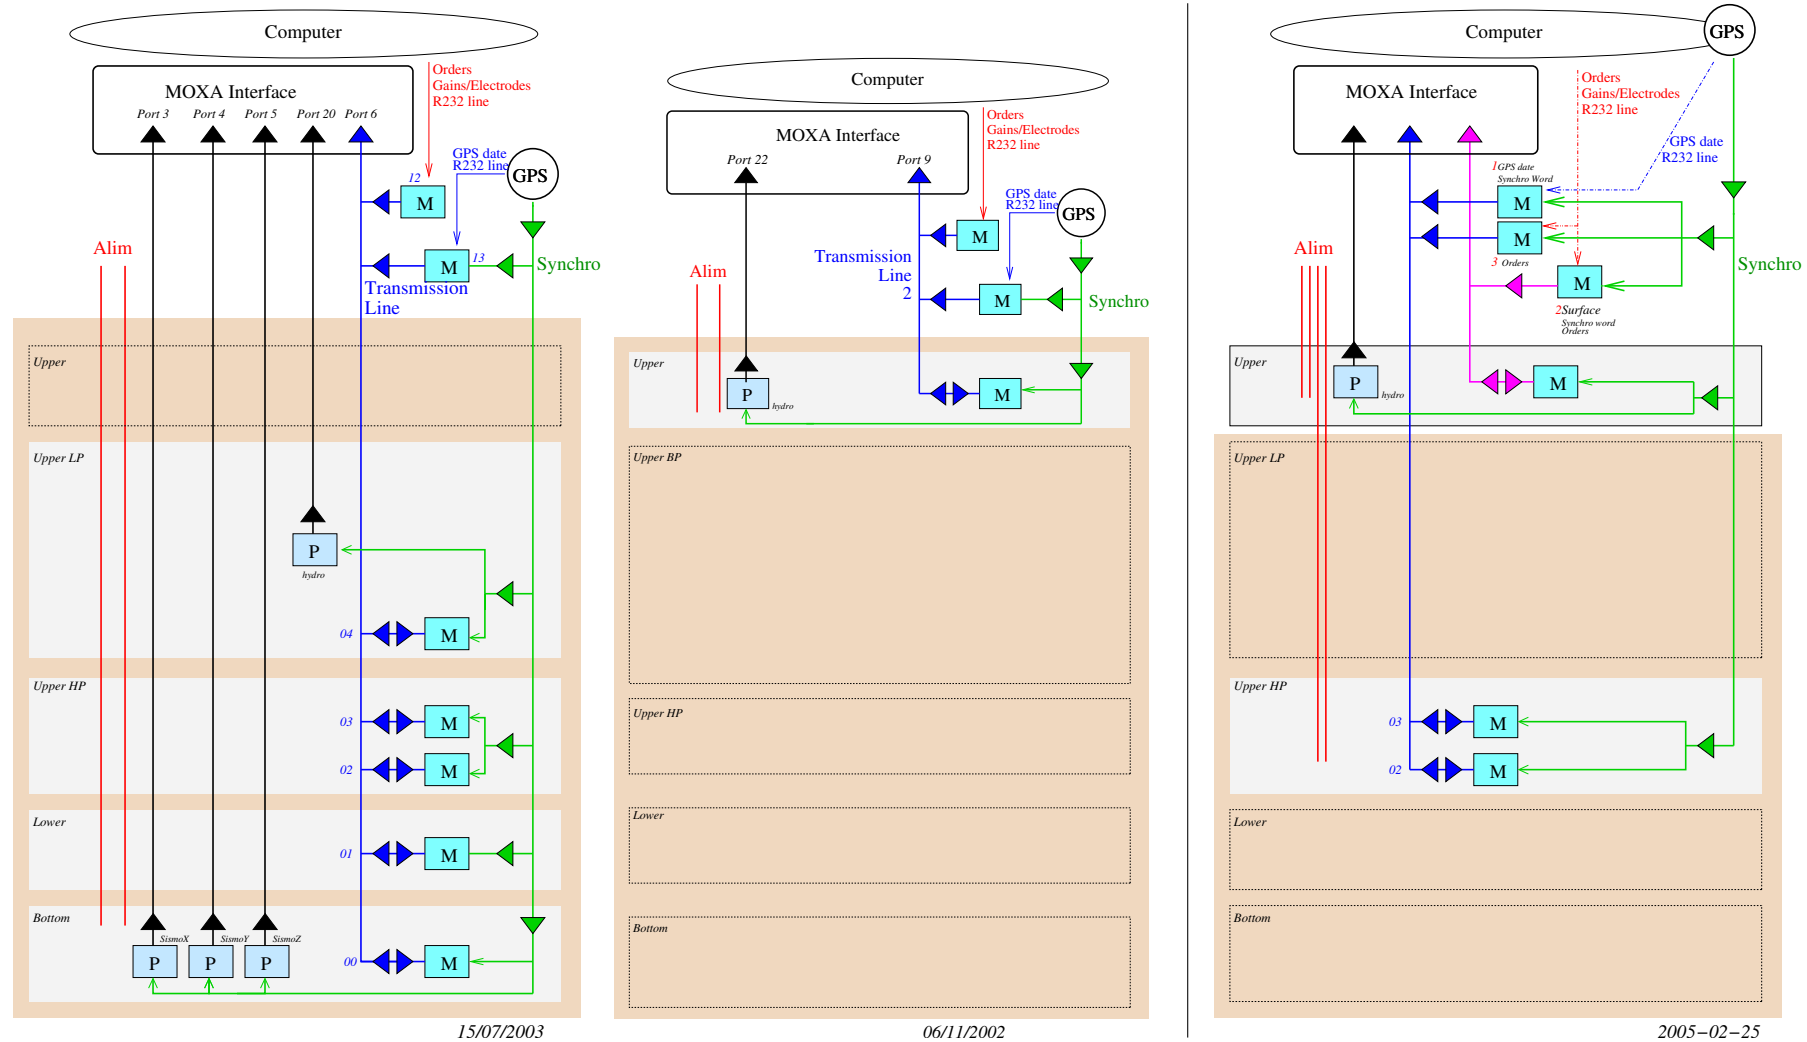 Computer
Orders
Gains/Electrodes
R232 line
MOXA Interface
Port 3
Port 4
Port 5
Port 20
Port 6
GPS date
R232 line
GPS
12
M
13
M
Synchro
Alim
Transmission
Line
Upper
Upper LP
P
hydro
04
M
Upper HP
03
M
02
M
Lower
01
M
Bottom
SismoX
SismoY
SismoZ
P
P
P
00
M
15/07/2003
Computer
Orders
Gains/Electrodes
R232 line
MOXA Interface
Port 22
Port 9
GPS date
R232 line
GPS
M
Transmission
Line
2
Alim
M
Synchro
Upper
P
hydro
M
Upper BP
Upper HP
Lower
Bottom
06/11/2002
Computer
GPS
Orders
Gains/Electrodes
R232 line
MOXA Interface
GPS date
R232 line
1 GPS date
Synchro Word
M
M
3 Orders
Alim
Synchro
M
2 Surface
Synchro word
Orders
Upper
P
hydro
M
Upper LP
Upper HP
03
M
02
M
Lower
Bottom
2005-02-25